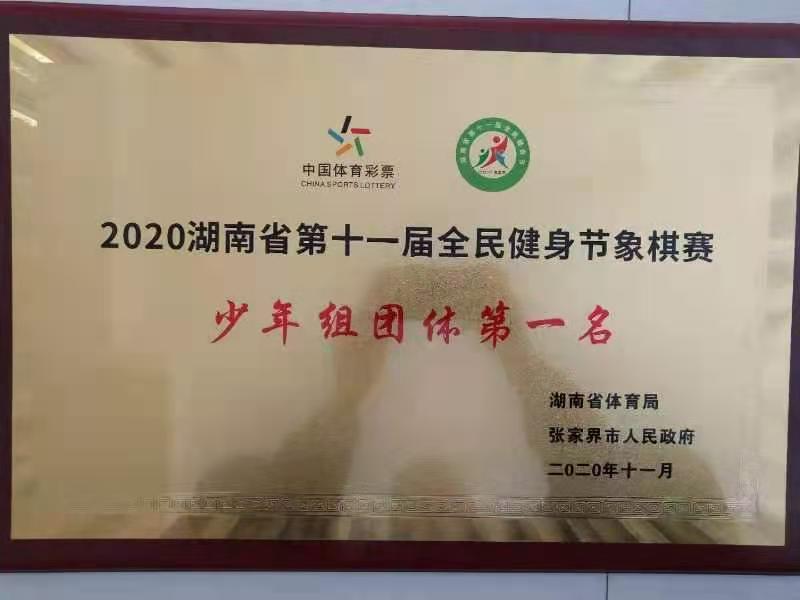 中国体育彩票
CHINA SPORTS LOTTERY
2020湖南省第十一届全民健身节象棋赛
少年组团体第一名
湖南省体育局
张家界市人民政府
二〇二〇年十一月